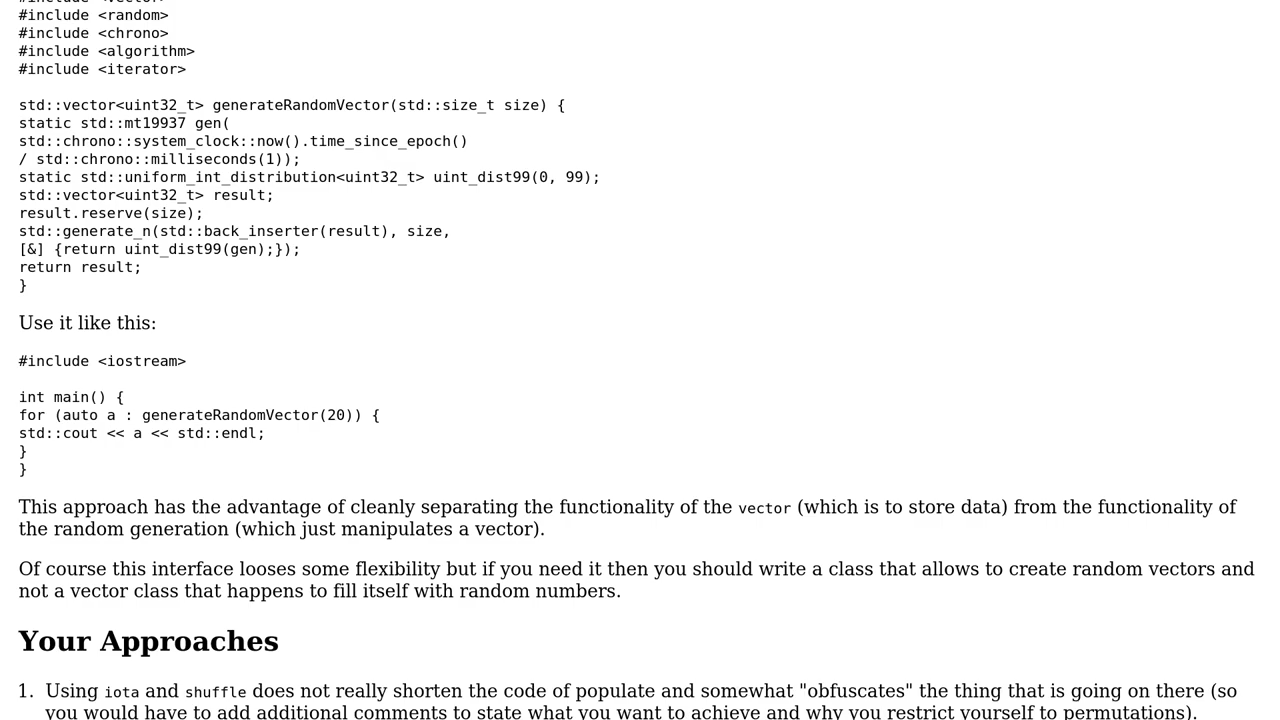 #include <vector>
#include <random>
#include <chrono>
#include <algorithm>
#include <iterator>
std::vector<uint32_t> generateRandomVector(std::size_t size) {
static std::mt19937 gen(
std::chrono::system_clock::now().time_since_epoch()
/ std::chrono::milliseconds(1));
static std::uniform_int_distribution<uint32_t> uint_dist99(0, 99);
std::vector<uint32_t> result;
result.reserve(size);
std::generate_n(std::back_inserter(result), size,
[&] {return uint_dist99(gen);});
return result;
}
Use it like this:
#include <iostream>
int main() {
for (auto a : generateRandomVector(20)) {
std::cout << a << std::endl;
}
}
This approach has the advantage of cleanly separating the functionality of the vector (which is to store data) from the functionality of
the random generation (which just manipulates a vector).
Of course this interface looses some flexibility but if you need it then you should write a class that allows to create random vectors and
not a vector class that happens to fill itself with random numbers.
Your Approaches
1. Using iota and shuffle does not really shorten the code of populate and somewhat "obfuscates" the thing that is going on there (so
you would have to add additional comments to state what you want to achieve and why you restrict yourself to permutations).